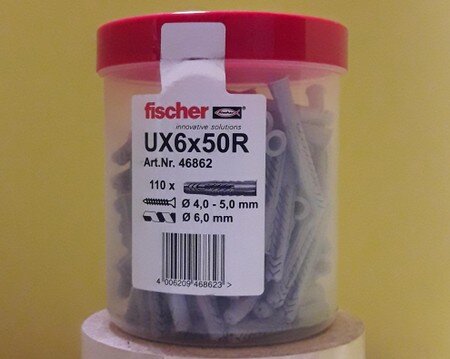 fischer
innovative solutions
UX6x50R
Art.Nr. 46862
110 x
Ø 4,0 - 5,0 mm
Ø 6,0 mm
4 006209 468623 >